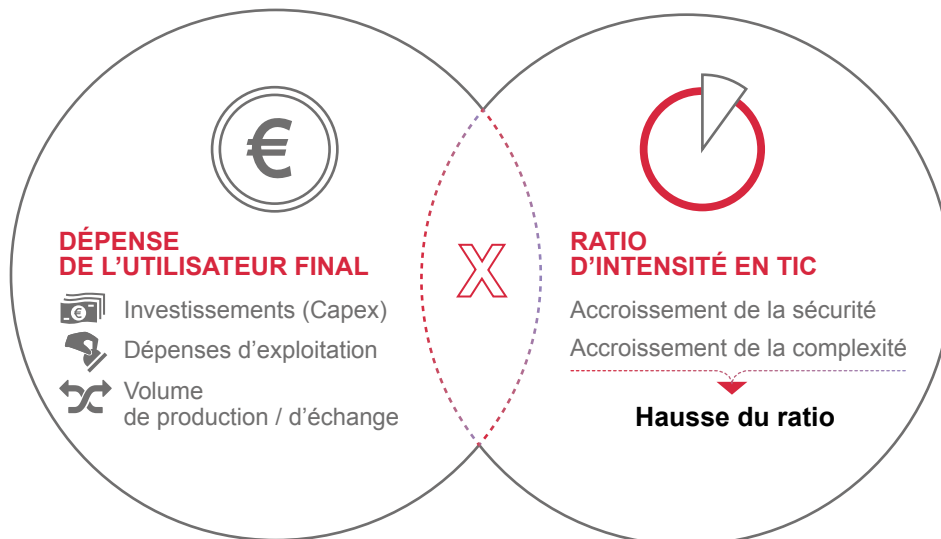 €
DÉPENSE
DE L’UTILISATEUR FINAL
€
Investissements (Capex)
Dépenses d’exploitation
Volume
de production / d’échange
X
RATIO
D’INTENSITÉ EN TIC
Accroissement de la sécurité
Accroissement de la complexité
Hausse du ratio